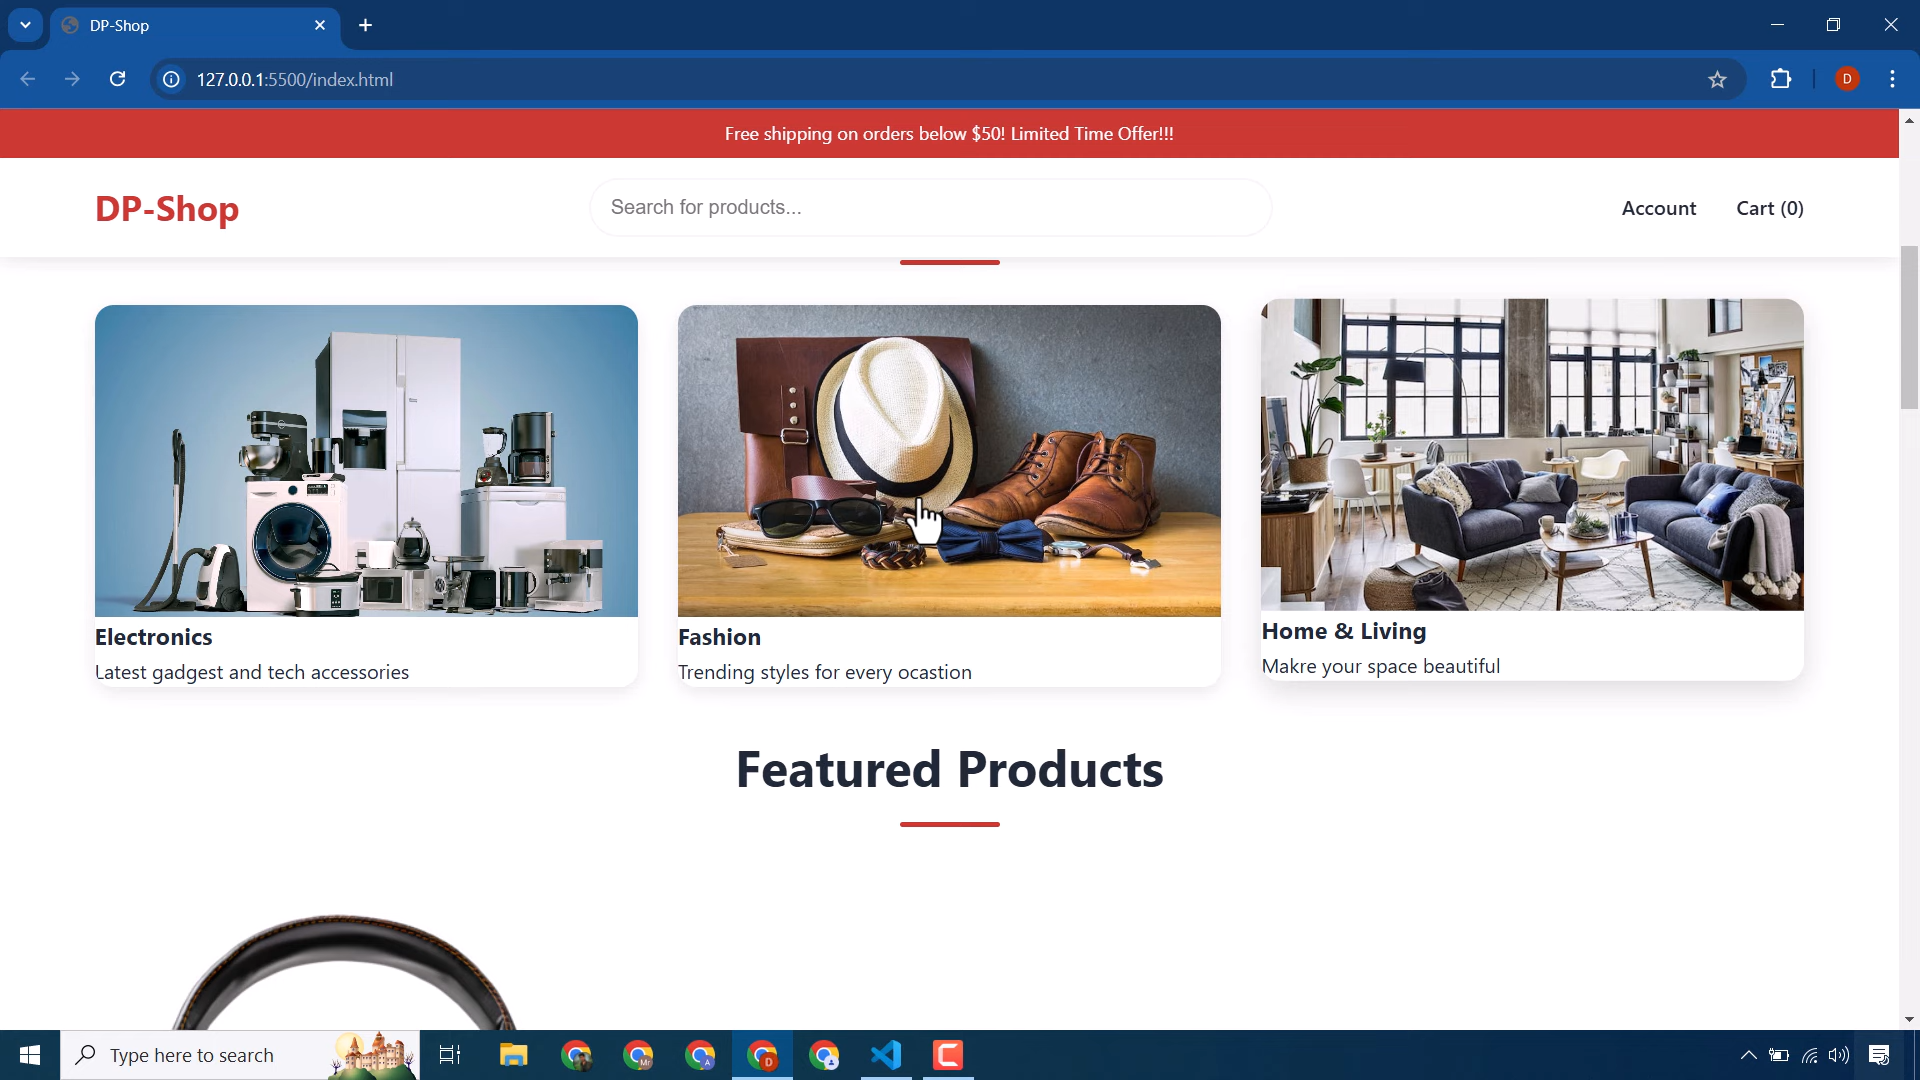 DP-Shop
127.0.0.1:5500/index.html
D
Free shipping on orders below $50! Limited Time Offer!!!
DP-Shop
Search for products...
Account
Cart (0)
Electronics
Latest gadgest and tech accessories
Fashion
Trending styles for every ocastion
Home & Living
Makre your space beautiful
Featured Products
Type here to search